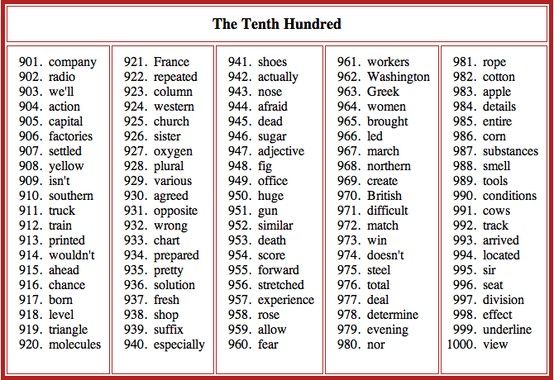 The Tenth Hundred
901. company
902. radio
903. we'll
904. action
905. capital
906. factories
907. settled
908. yellow
909. isn't
910. southern
911. truck
912. train
913. printed
914. wouldn't
915. ahead
916. chance
917. born
918. level
919. triangle
920. molecules
921. France
922. repeated
923. column
924. western
925. church
926. sister
927. oxygen
928. plural
929. various
930. agreed
931. opposite
932. wrong
933. chart
934. prepared
935. pretty
936. solution
937. fresh
938. shop
939. suffix
940. especially
941. shoes
942. actually
943. nose
944. afraid
945. dead
946. sugar
947. adjective
948. fig
949. office
950. huge
951. gun
952. similar
953. death
954. score
955. forward
956. stretched
957. experience
958. rose
959. allow
960. fear
961. workers
962. Washington
963. Greek
964. women
965. brought
966. led
967. march
968. northern
969. create
970. British
971. difficult
972. match
973. win
974. doesn't
975. steel
976. total
977. deal
978. determine
979. evening
980. nor
981. rope
982. cotton
983. apple
984. details
985. entire
986. corn
987. substances
988. smell
989. tools
990. conditions
991. cows
992. track
993. arrived
994. located
995. sir
996. seat
997. division
998. effect
999. underline
1000. view